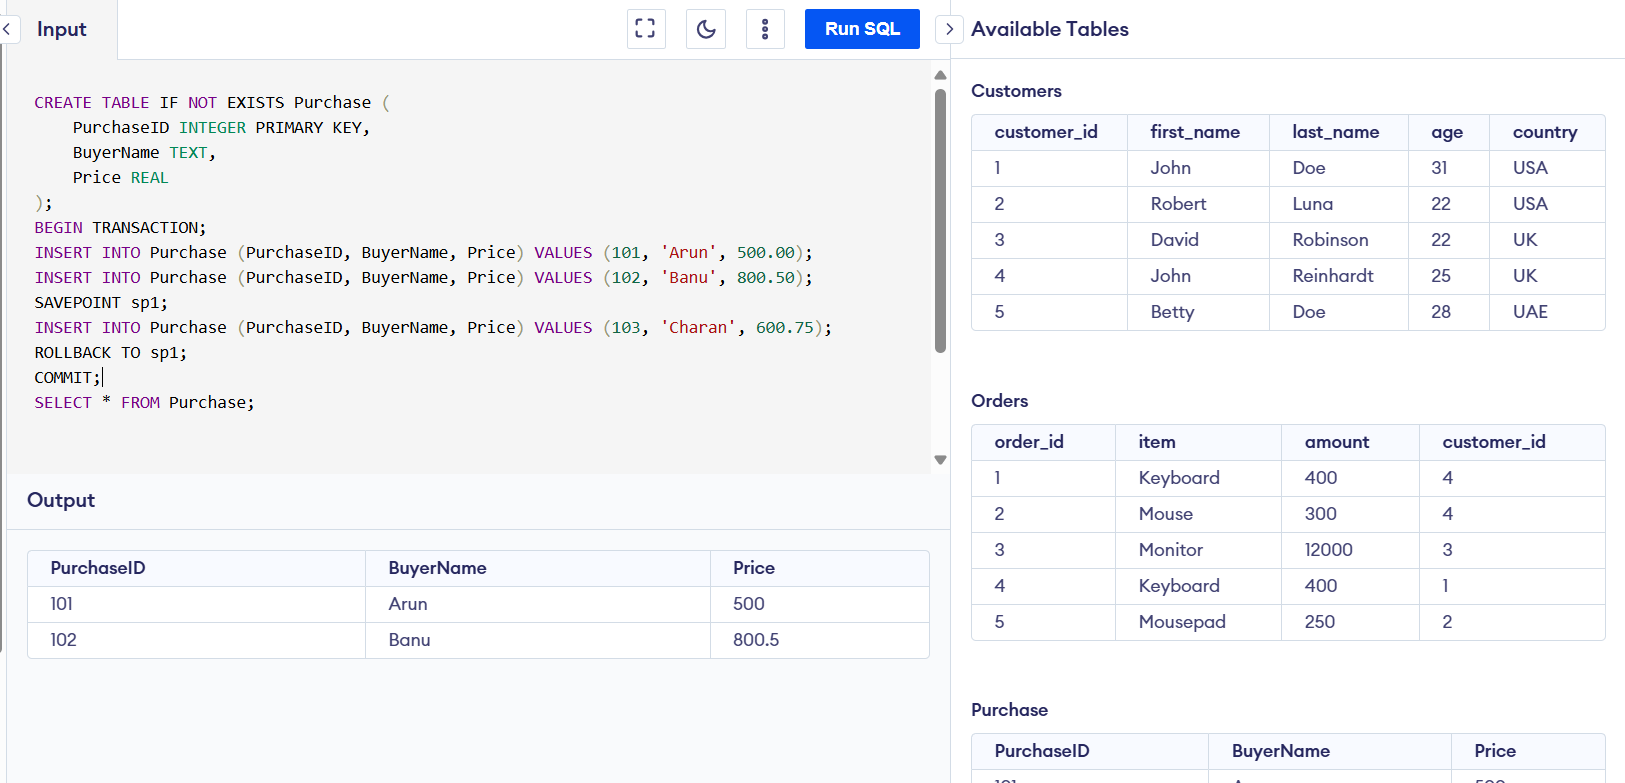 Input
Run SQL
CREATE TABLE IF NOT EXISTS Purchase (
    PurchaseID INTEGER PRIMARY KEY,
    BuyerName TEXT,
    Price REAL
);
BEGIN TRANSACTION;
INSERT INTO Purchase (PurchaseID, BuyerName, Price) VALUES (101, 'Arun', 500.00);
INSERT INTO Purchase (PurchaseID, BuyerName, Price) VALUES (102, 'Banu', 800.50);
SAVEPOINT sp1;
INSERT INTO Purchase (PurchaseID, BuyerName, Price) VALUES (103, 'Charan', 600.75);
ROLLBACK TO sp1;
COMMIT;
SELECT * FROM Purchase;
Output
PurchaseID BuyerName Price
101 Arun 500
102 Banu 800.5
Available Tables
Customers
customer_id first_name last_name age country
1 John Doe 31 USA
2 Robert Luna 22 USA
3 David Robinson 22 UK
4 John Reinhardt 25 UK
5 Betty Doe 28 UAE
Orders
order_id item amount customer_id
1 Keyboard 400 4
2 Mouse 300 4
3 Monitor 12000 3
4 Keyboard 400 1
5 Mousepad 250 2
Purchase
PurchaseID BuyerName Price